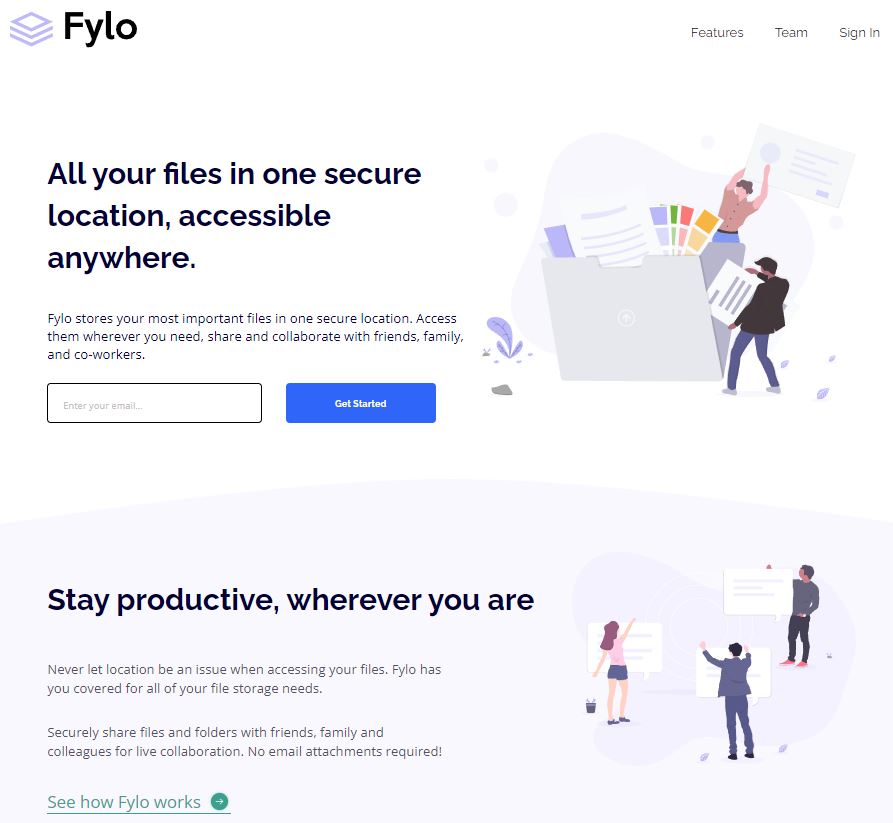 Fylo
Features
Team
Sign In
All your files in one secure
location, accessible
anywhere.
Fylo stores your most important files in one secure location. Access
them wherever you need, share and collaborate with friends, family,
and co-workers.
Enter your email...
Get Started
Stay productive, wherever you are
Never let location be an issue when accessing your files. Fylo has
you covered for all of your file storage needs.
Securely share files and folders with friends, family and
colleagues for live collaboration. No email attachments required!
See how Fylo works